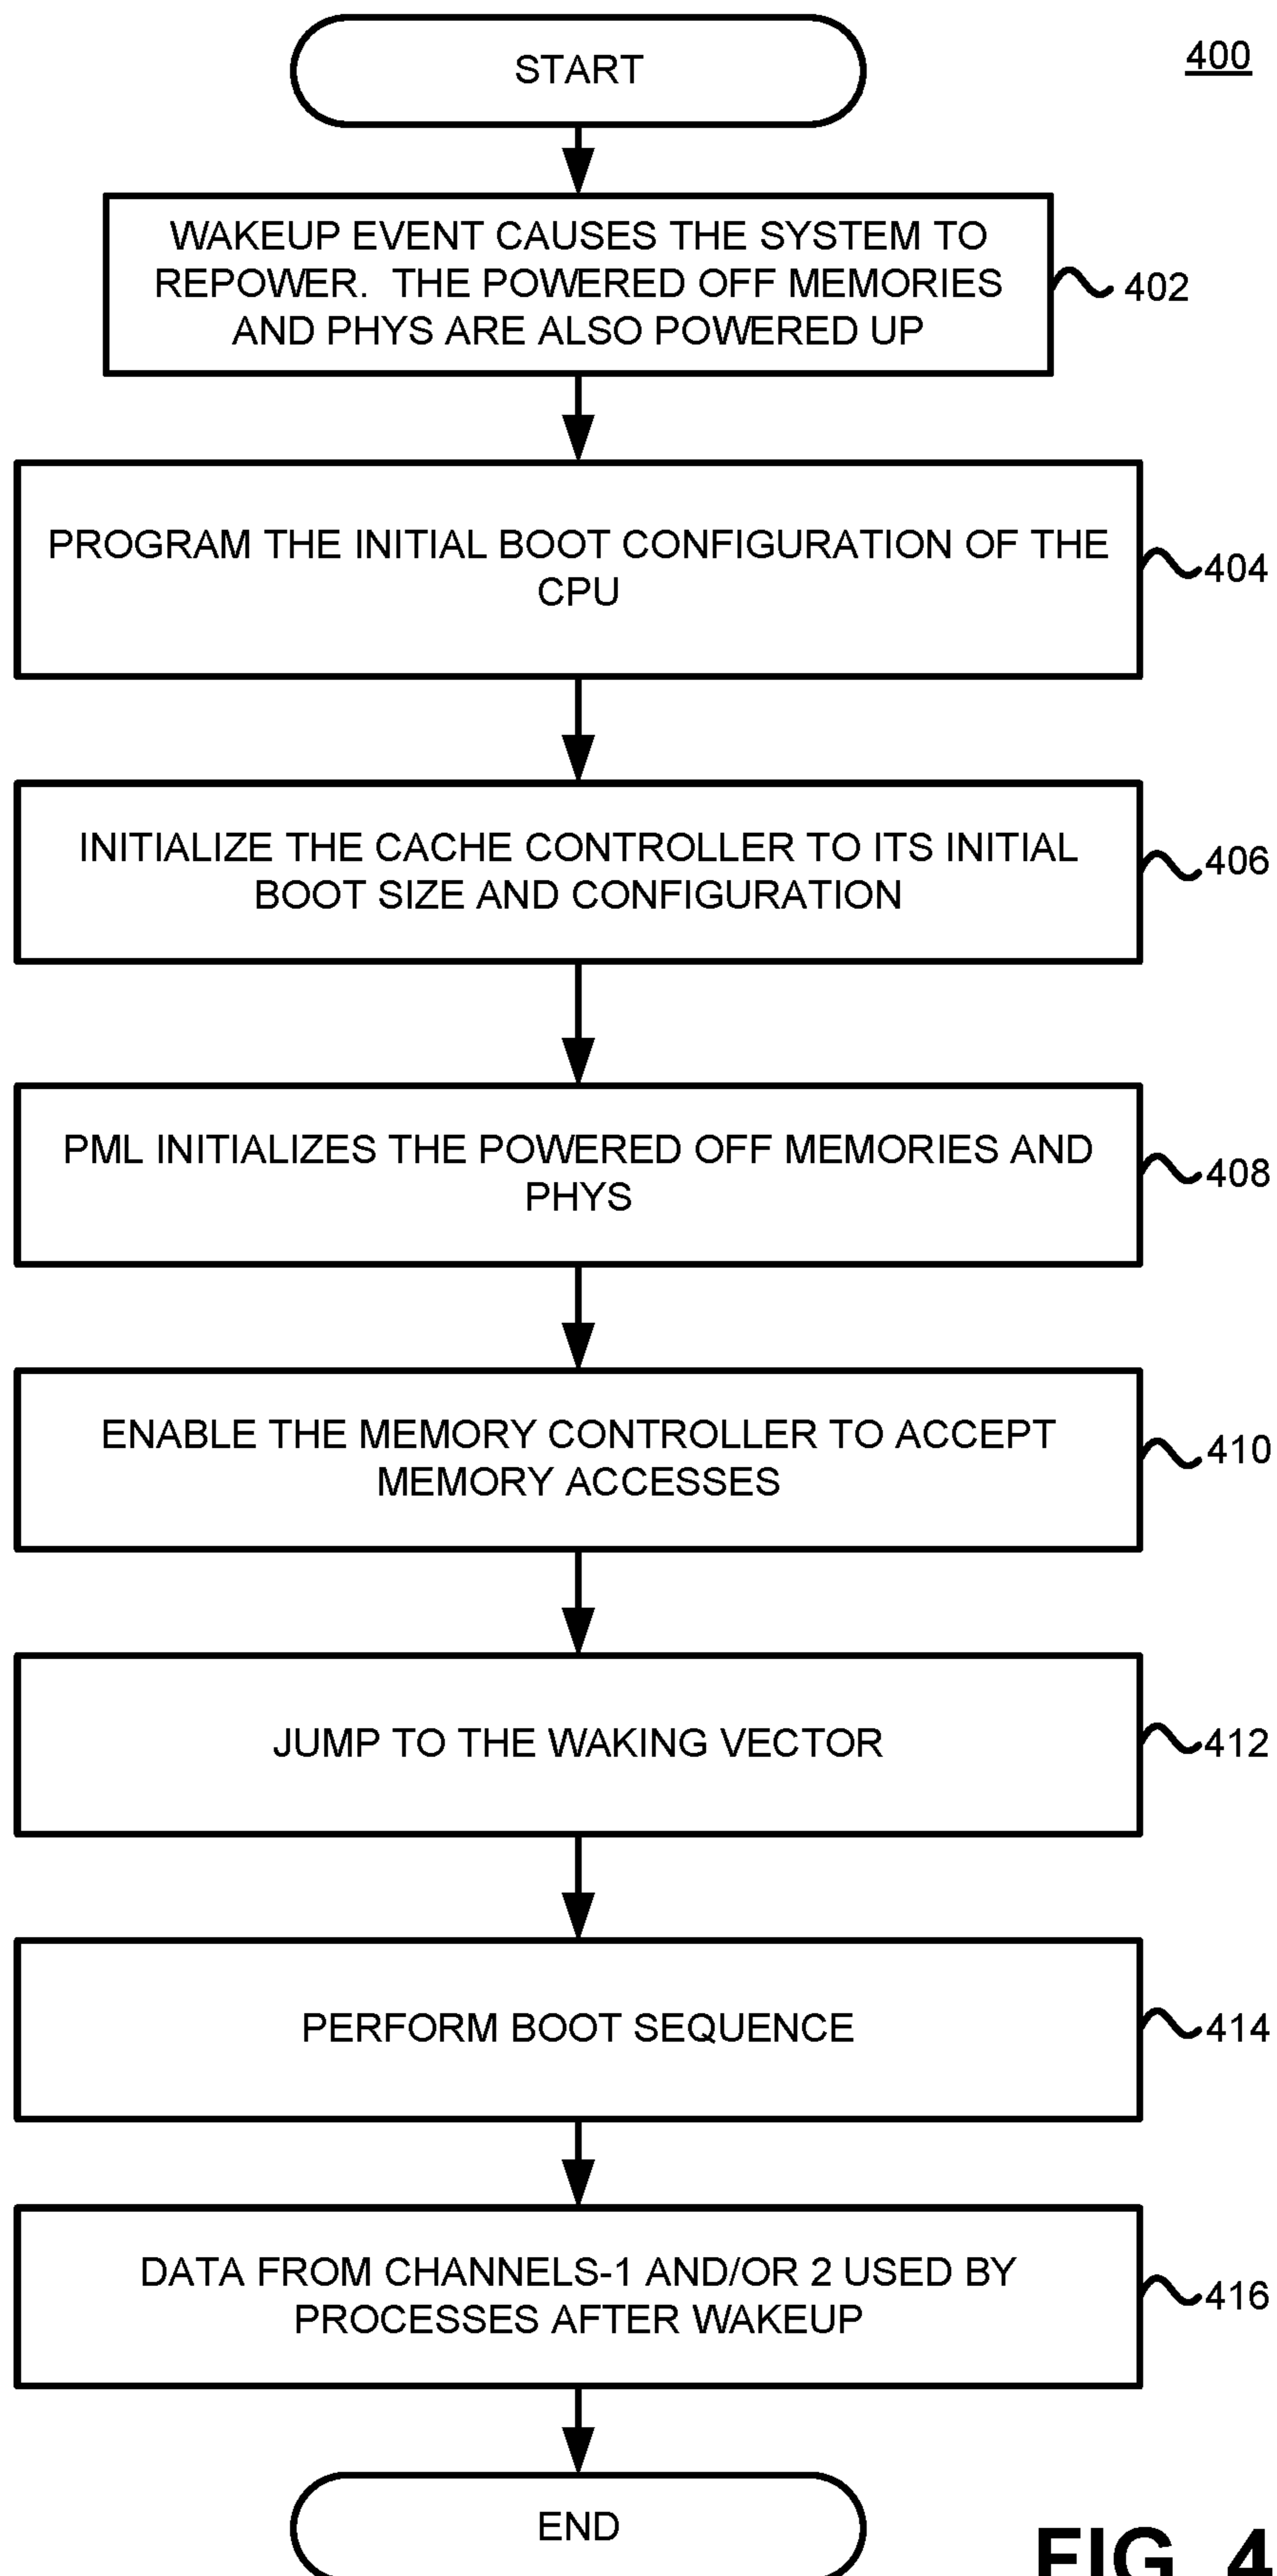 START
400
WAKEUP EVENT CAUSES THE SYSTEM TO
REPOWER. THE POWERED OFF MEMORIES
AND PHYS ARE ALSO POWERED UP
402
PROGRAM THE INITIAL BOOT CONFIGURATION OF THE
CPU
404
INITIALIZE THE CACHE CONTROLLER TO ITS INITIAL
BOOT SIZE AND CONFIGURATION
406
PML INITIALIZES THE POWERED OFF MEMORIES AND
PHYS
408
ENABLE THE MEMORY CONTROLLER TO ACCEPT
MEMORY ACCESSES
410
JUMP TO THE WAKING VECTOR
412
PERFORM BOOT SEQUENCE
414
DATA FROM CHANNELS-1 AND/OR 2 USED BY
PROCESSES AFTER WAKEUP
416
END
FIG. 4